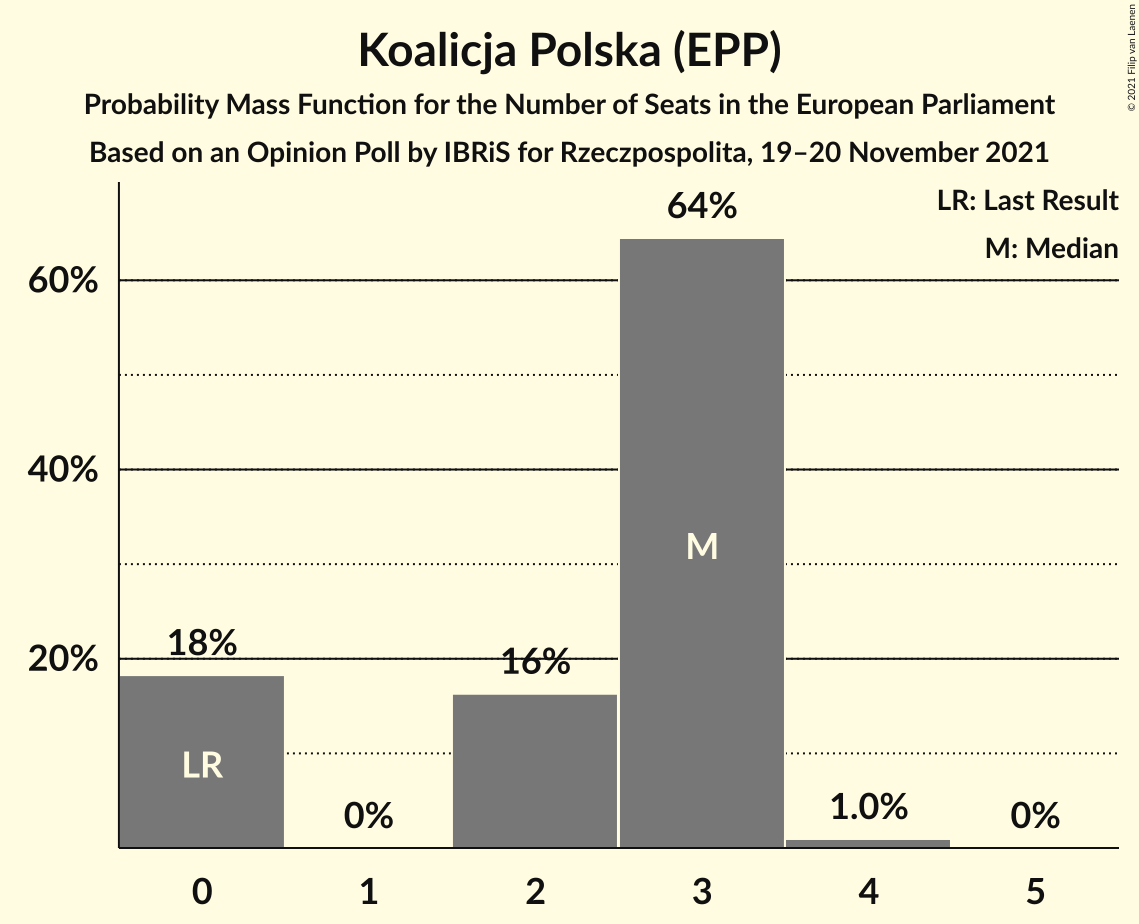 Koalicja Polska (EPP)
Probability Mass Function for the Number of Seats in the European Parliament
Based on an Opinion Poll by IBRiS for Rzeczpospolita, 19–20 November 2021
© 2021 Filip van Laenen
LR: Last Result
M: Median
64%
60%
40%
M
18%
20%
16%
LR
0%
1.0%
0%
0 1 2 3 4 5